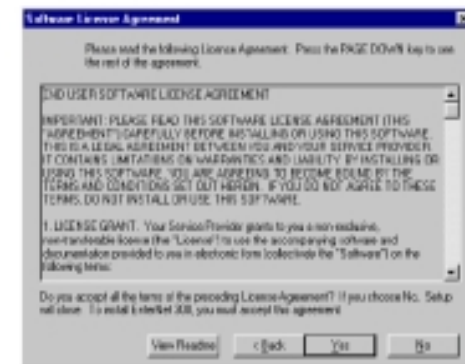 Software License Agreement
Please read the following License Agreement. Press the PAGE DOWN key to see
the rest of the agreement.
END USER SOFTWARE LICENSE AGREEMENT
IMPORTANT: PLEASE READ THIS SOFTWARE LICENSE AGREEMENT (THIS
"AGREEMENT") CAREFULLY BEFORE INSTALLING OR USING THIS SOFTWARE.
THIS IS A LEGAL AGREEMENT BETWEEN YOU AND YOUR SERVICE PROVIDER.
IT CONTAINS LIMITATIONS ON WARRANTIES AND LIABILITY. BY INSTALLING OR
USING THIS SOFTWARE, YOU ARE AGREEING TO BECOME BOUND BY THE
TERMS AND CONDITIONS SET OUT HEREIN. IF YOU DO NOT AGREE TO THESE
TERMS, DO NOT INSTALL OR USE THIS SOFTWARE.
1. LICENSE GRANT. Your Service Provider grants to you a non-exclusive,
non-transferable license (the "License") to use the accompanying software and
documentation provided to you in electronic form (collectively the "Software") on the
following terms:
Do you accept all the terms of the preceding License Agreement? If you choose No, Setup
will close. To install EnterNet 300, you must accept this agreement.
View Readme
< Back
Yes
No